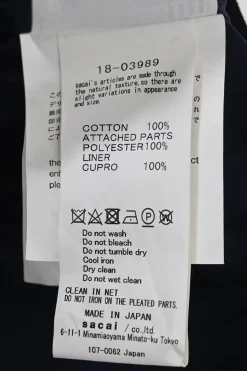 18-03989
sacai's articles are made through
the natural texture, so there are
slight variations in appearance
and size.
COTTON 100%
ATTACHED PARTS
POLYESTER100%
LINER
CUPRO 100%
Do not wash
Do not bleach
Do not tumble dry
Cool iron
Dry clean
Do not wet clean
CLEAN IN NET
DO NOT IRON ON THE PLEATED PARTS.
MADE IN JAPAN
sacai / co.,ltd.
6-11-1 Minamiaoyama Minato-ku Tokyo
107-0062 Japan